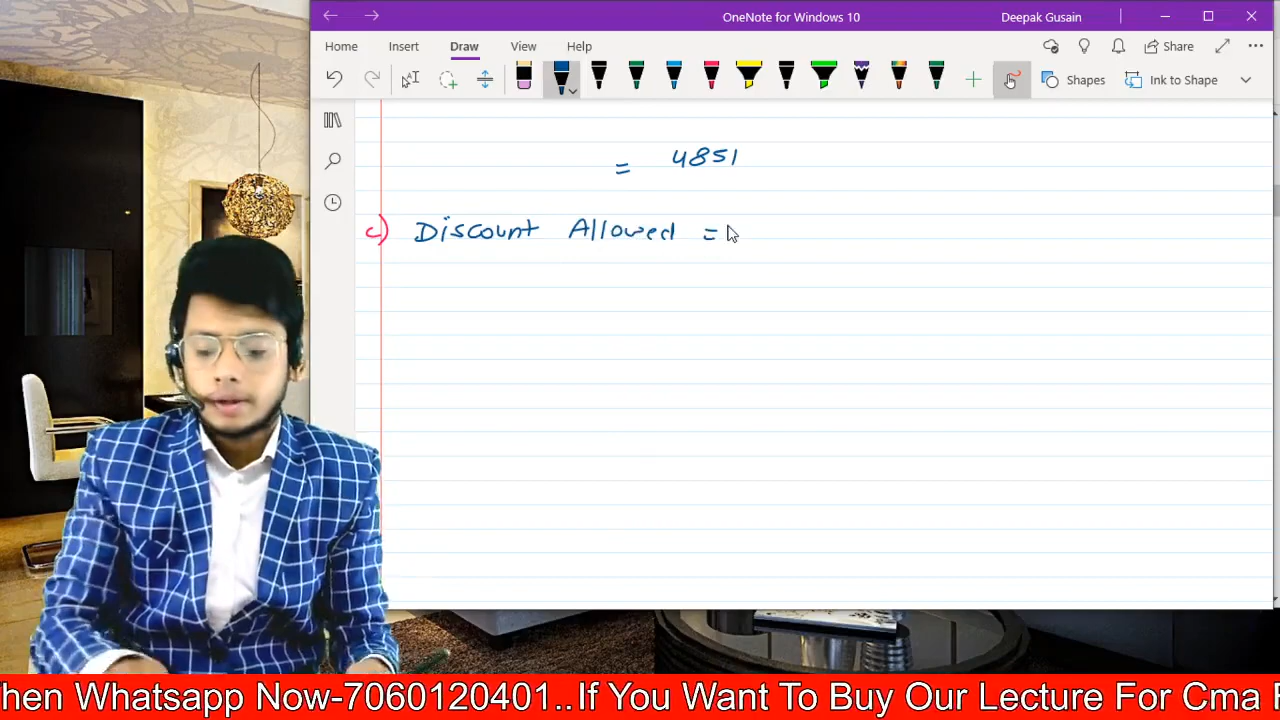 OneNote for Windows 10
Deepak Gusain
Home Insert Draw View Help Share
Shapes Ink to Shape
= 4851
c) Discount Allowed =
hen Whatsapp Now-7060120401..If You Want To Buy Our Lecture For Cma